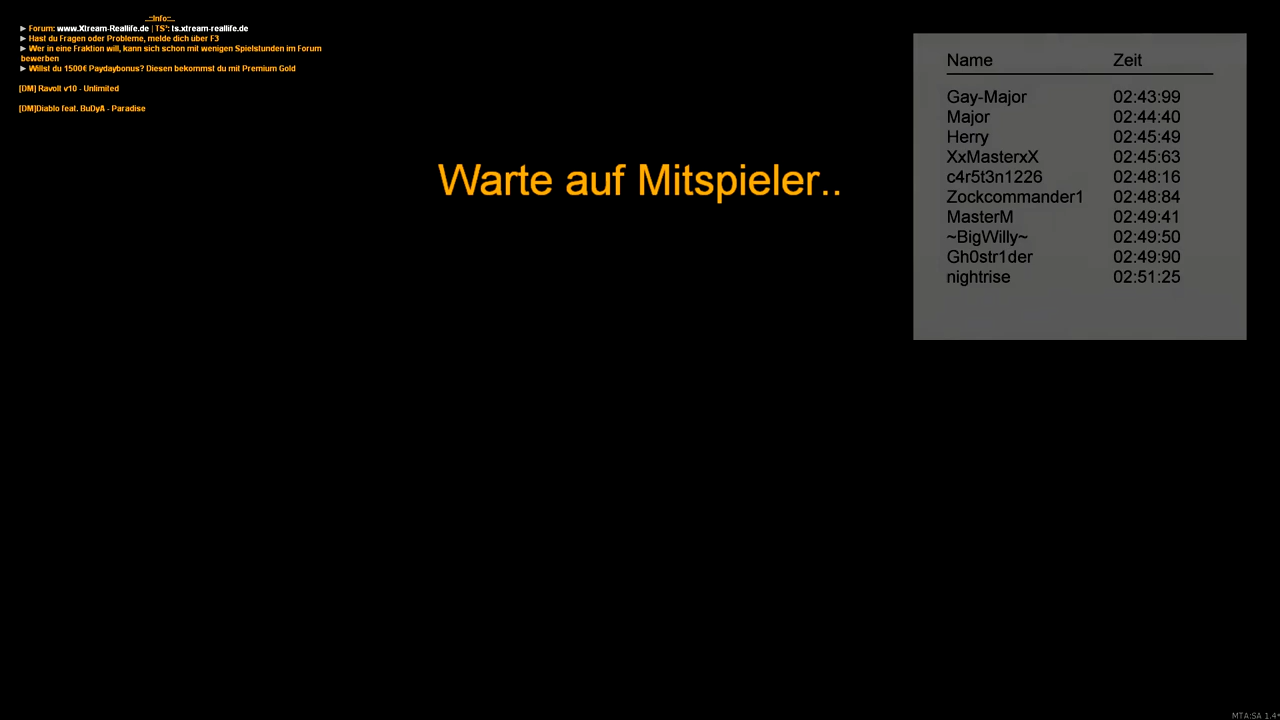 .::Info::.
► Forum: www.Xtream-Reallife.de | TS³: ts.xtream-reallife.de
► Hast du Fragen oder Probleme, melde dich über F3
► Wer in eine Fraktion will, kann sich schon mit wenigen Spielstunden im Forum
bewerben
► Willst du 1500€ Paydaybonus? Diesen bekommst du mit Premium Gold
[DM] Ravolt v10 - Unlimited
[DM]Diablo feat. BuDyA - Paradise
Warte auf Mitspieler..
Name Zeit
Gay-Major 02:43:99
Major 02:44:40
Herry 02:45:49
XxMasterxX 02:45:63
c4r5t3n1226 02:48:16
Zockcommander1 02:48:84
MasterM 02:49:41
~BigWilly~ 02:49:50
Gh0str1der 02:49:90
nightrise 02:51:25
MTA:SA 1.4